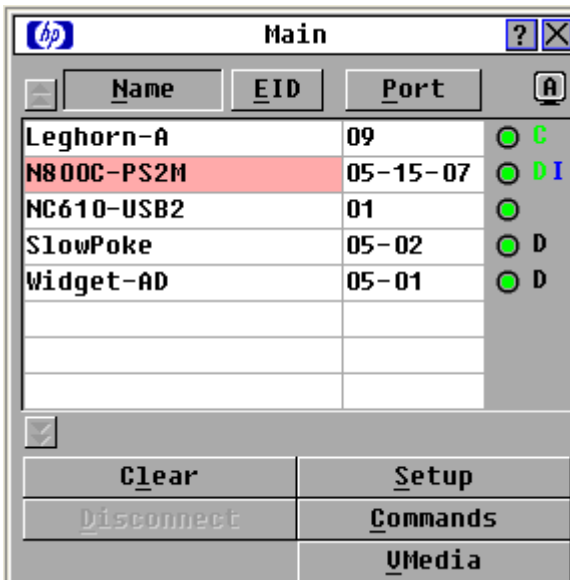 hp Main ? X
Name EID Port A
Leghorn-A 09 C
N800C-PS2M 05-15-07 D I
NC610-USB2 01
SlowPoke 05-02 D
Widget-AD 05-01 D
Clear Setup
Disconnect Commands
VMedia